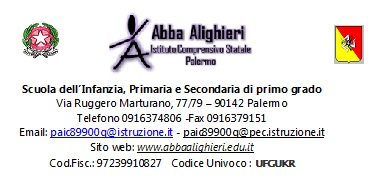 Abba Alighieri
Istituto Comprensivo Statale
Palermo
Scuola dell´Infanzia, Primaria e Secondaria di primo grado
Via Ruggero Marturano, 77/79 – 90142 Palermo
Telefono 0916374806 -Fax 0916379151
Email: paic89900q@istruzione.it - paic89900q@pec.istruzione.it
Sito web: www.abbaalighieri.edu.it
Cod.Fisc.: 97239910827 Codice Univoco : UFGUKR